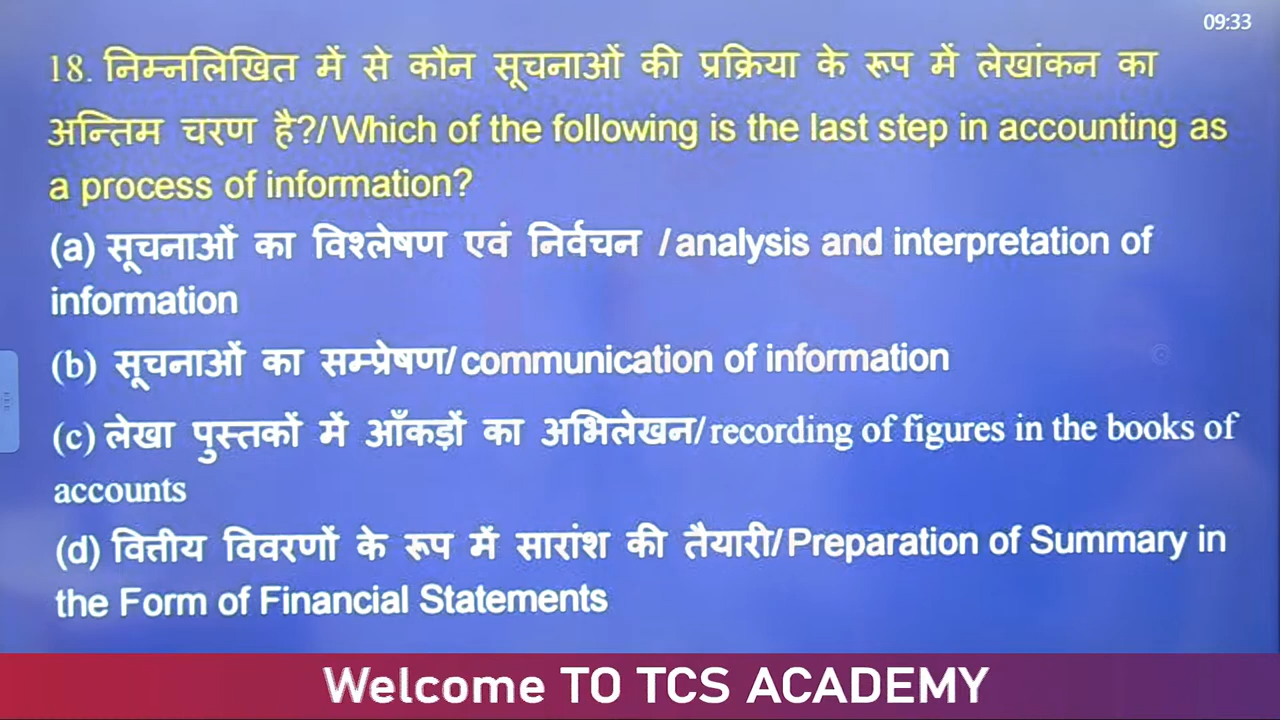 09:33
18. निम्नलिखित में से कौन सूचनाओं की प्रक्रिया के रूप में लेखांकन का
अन्तिम चरण है?/Which of the following is the last step in accounting as
a process of information?
(a) सूचनाओं का विश्लेषण एवं निर्वचन /analysis and interpretation of
information
(b) सूचनाओं का सम्प्रेषण/communication of information
(c) लेखा पुस्तकों में आँकड़ों का अभिलेखन/recording of figures in the books of
accounts
(d) वित्तीय विवरणों के रूप में सारांश की तैयारी/Preparation of Summary in
the Form of Financial Statements
Welcome TO TCS ACADEMY